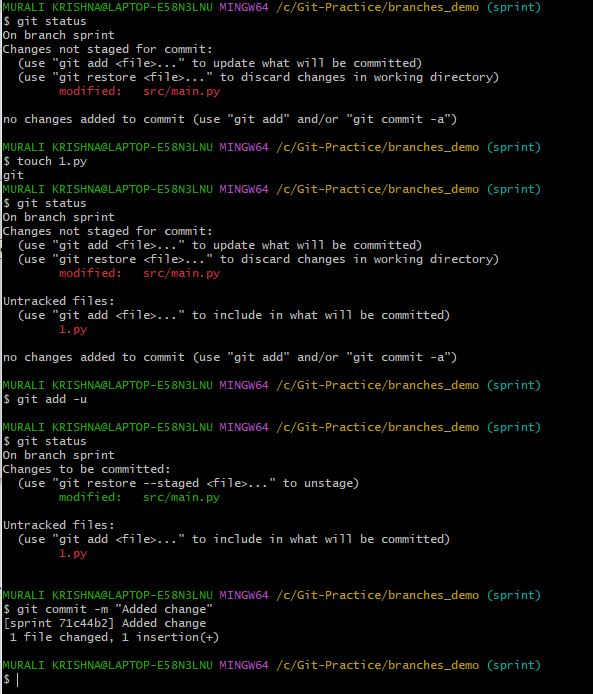 MURALI KRISHNA@LAPTOP-E58N3LNU MINGW64 /c/Git-Practice/branches_demo (sprint)
$ git status
On branch sprint
Changes not staged for commit:
  (use "git add <file>..." to update what will be committed)
  (use "git restore <file>..." to discard changes in working directory)
        modified:   src/main.py

no changes added to commit (use "git add" and/or "git commit -a")

MURALI KRISHNA@LAPTOP-E58N3LNU MINGW64 /c/Git-Practice/branches_demo (sprint)
$ touch 1.py
git
MURALI KRISHNA@LAPTOP-E58N3LNU MINGW64 /c/Git-Practice/branches_demo (sprint)
$ git status
On branch sprint
Changes not staged for commit:
  (use "git add <file>..." to update what will be committed)
  (use "git restore <file>..." to discard changes in working directory)
        modified:   src/main.py

Untracked files:
  (use "git add <file>..." to include in what will be committed)
        1.py

no changes added to commit (use "git add" and/or "git commit -a")

MURALI KRISHNA@LAPTOP-E58N3LNU MINGW64 /c/Git-Practice/branches_demo (sprint)
$ git add -u

MURALI KRISHNA@LAPTOP-E58N3LNU MINGW64 /c/Git-Practice/branches_demo (sprint)
$ git status
On branch sprint
Changes to be committed:
  (use "git restore --staged <file>..." to unstage)
        modified:   src/main.py

Untracked files:
  (use "git add <file>..." to include in what will be committed)
        1.py


MURALI KRISHNA@LAPTOP-E58N3LNU MINGW64 /c/Git-Practice/branches_demo (sprint)
$ git commit -m "Added change"
[sprint 71c44b2] Added change
 1 file changed, 1 insertion(+)

MURALI KRISHNA@LAPTOP-E58N3LNU MINGW64 /c/Git-Practice/branches_demo (sprint)
$